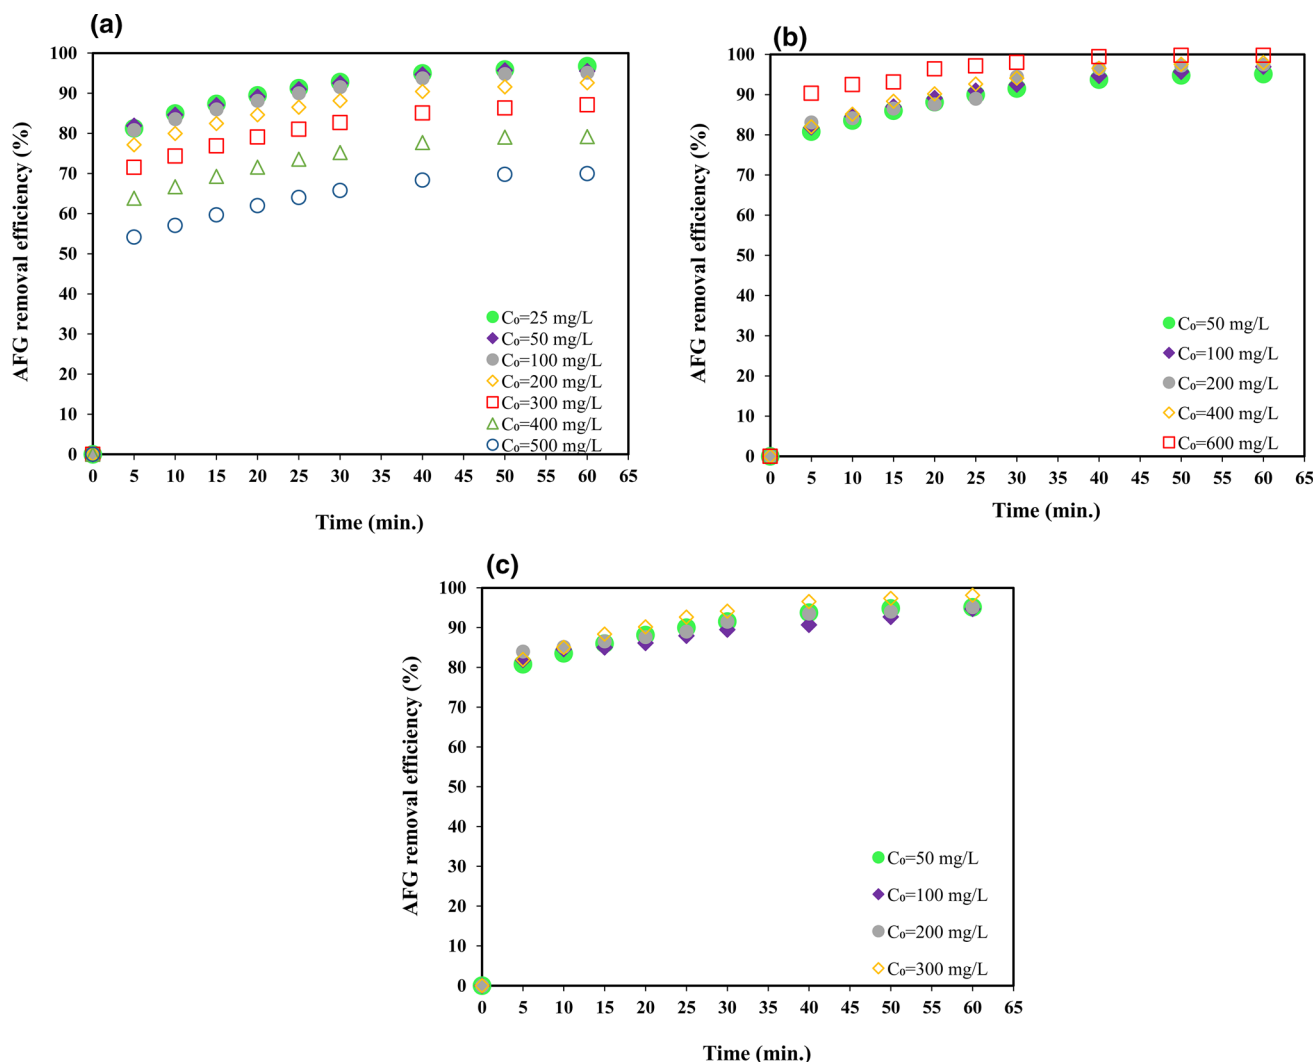 (a)
AFG removal efficiency (%)
100
90
80
70
60
50
40
30
20
10
0
C₀=25 mg/L
C₀=50 mg/L
C₀=100 mg/L
C₀=200 mg/L
C₀=300 mg/L
C₀=400 mg/L
C₀=500 mg/L
0 5 10 15 20 25 30 35 40 45 50 55 60 65
Time (min.)
(b)
AFG removal efficiency (%)
100
90
80
70
60
50
40
30
20
10
0
C₀=50 mg/L
C₀=100 mg/L
C₀=200 mg/L
C₀=400 mg/L
C₀=600 mg/L
0 5 10 15 20 25 30 35 40 45 50 55 60 65
Time (min.)
(c)
AFG removal efficiency (%)
100
90
80
70
60
50
40
30
20
10
0
C₀=50 mg/L
C₀=100 mg/L
C₀=200 mg/L
C₀=300 mg/L
0 5 10 15 20 25 30 35 40 45 50 55 60 65
Time (min.)